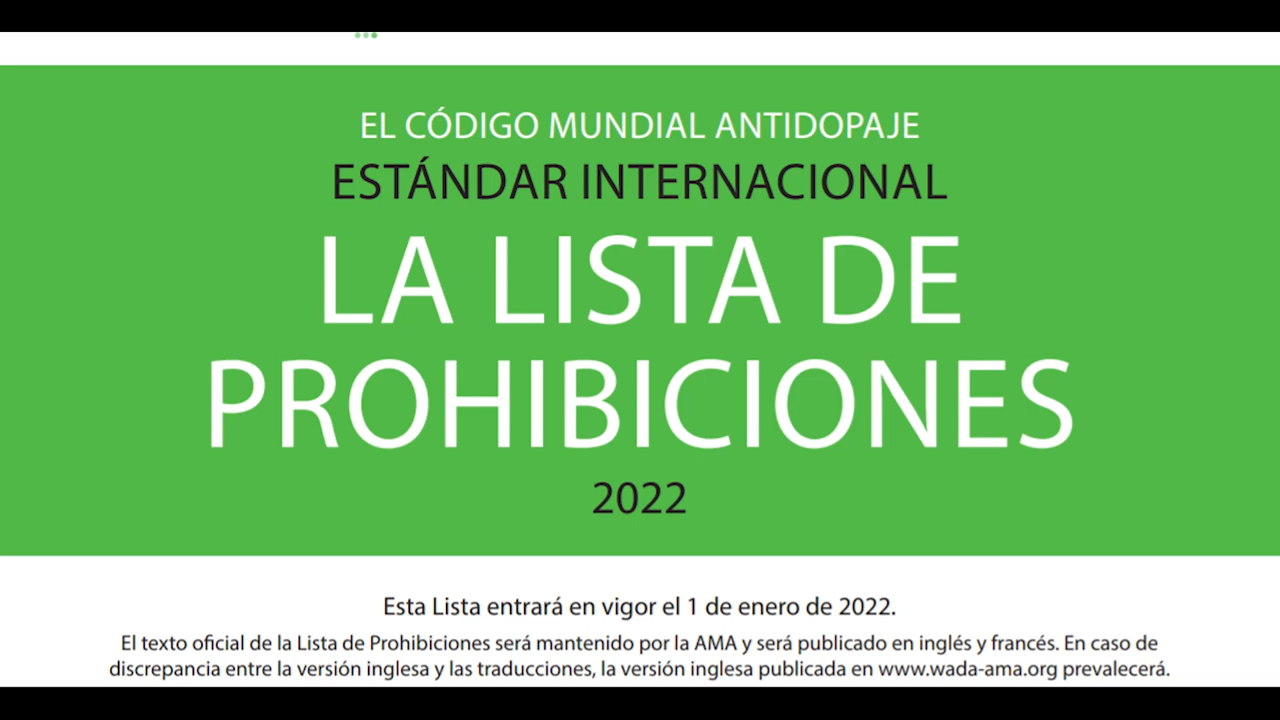 EL CÓDIGO MUNDIAL ANTIDOPAJE
ESTÁNDAR INTERNACIONAL
LA LISTA DE
PROHIBICIONES
2022
Esta Lista entrará en vigor el 1 de enero de 2022.
El texto oficial de la Lista de Prohibiciones será mantenido por la AMA y será publicado en inglés y francés. En caso de
discrepancia entre la versión inglesa y las traducciones, la versión inglesa publicada en www.wada-ama.org prevalecerá.